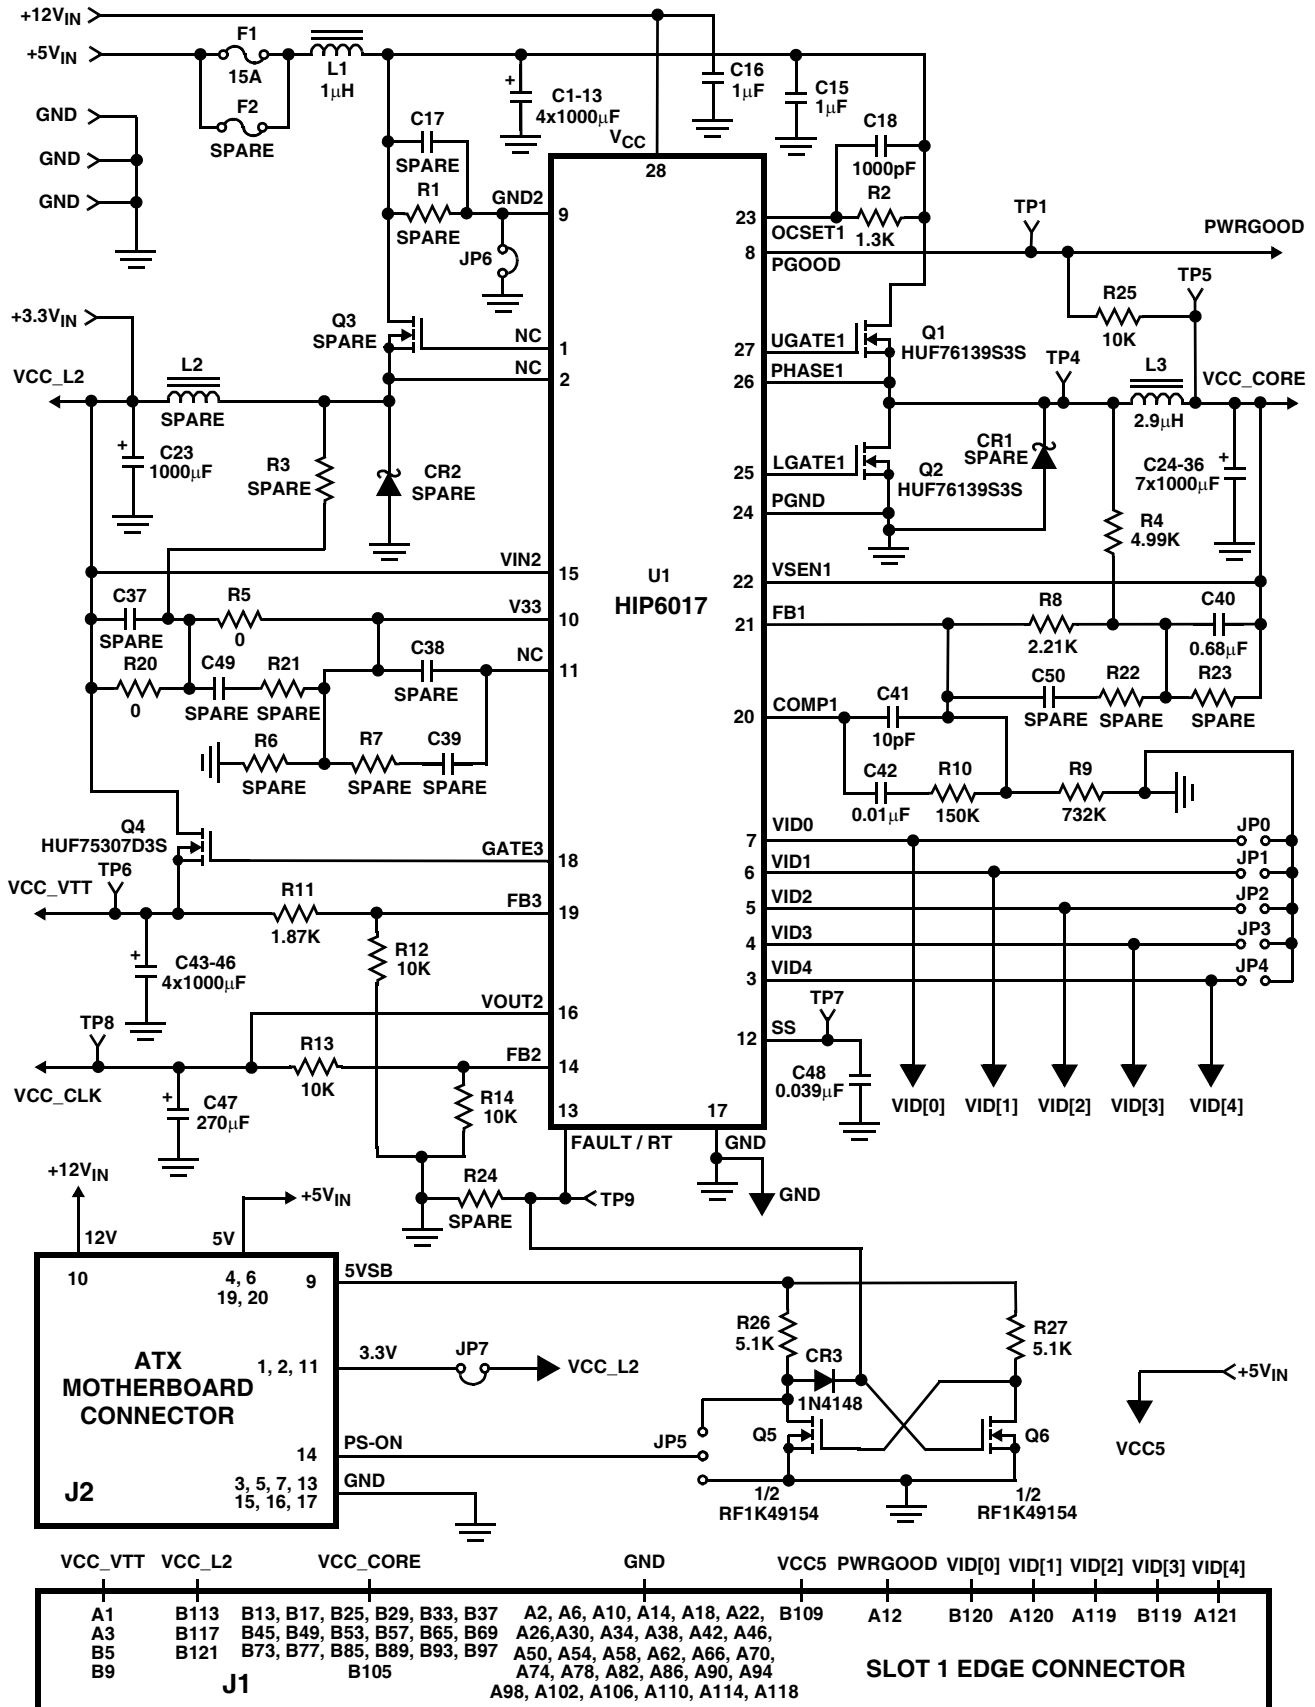 +12VIN
+5VIN
F1
15A
F2
SPARE
L1
1µH
GND
GND
GND
C17
SPARE
R1
SPARE
GND2
9
JP6
C1-13
4x1000µF
+
VCC
28
C16
1µF
C15
1µF
C18
1000pF
R2
1.3K
23
OCSET1
8
PGOOD
TP1
PWRGOOD
R25
10K
TP5
+3.3VIN
Q3
SPARE
NC
1
NC
2
27
UGATE1
Q1
HUF76139S3S
26
PHASE1
TP4
L3
2.9µH
VCC_CORE
VCC_L2
L2
SPARE
+
C23
1000µF
R3
SPARE
CR2
SPARE
25
LGATE1
Q2
HUF76139S3S
CR1
SPARE
C24-36
7x1000µF
+
24
PGND
R4
4.99K
VIN2
15
U1
HIP6017
22
VSEN1
C37
SPARE
R5
0
V33
10
21
FB1
R8
2.21K
C40
0.68µF
R20
0
C49
SPARE
R21
SPARE
C38
SPARE
NC
11
C50
SPARE
R22
SPARE
R23
SPARE
20
COMP1
C41
10pF
R6
SPARE
R7
SPARE
C39
SPARE
C42
0.01µF
R10
150K
R9
732K
Q4
HUF75307D3S
GATE3
18
7
VID0
JP0
6
VID1
JP1
5
VID2
JP2
4
VID3
JP3
3
VID4
JP4
VCC_VTT
TP6
R11
1.87K
FB3
19
+
C43-46
4x1000µF
R12
10K
VOUT2
16
12
SS
TP7
C48
0.039µF
TP8
VCC_CLK
R13
10K
FB2
14
+
C47
270µF
R14
10K
13
FAULT / RT
17
GND
GND
VID[0]
VID[1]
VID[2]
VID[3]
VID[4]
R24
SPARE
TP9
+12VIN
12V
5V
+5VIN
10
4, 6
19, 20
9
5VSB
ATX
MOTHERBOARD
CONNECTOR
1, 2, 11
3.3V
JP7
VCC_L2
14
PS-ON
JP5
J2
3, 5, 7, 13
15, 16, 17
GND
R26
5.1K
CR3
1N4148
R27
5.1K
Q5
Q6
1/2
RF1K49154
1/2
RF1K49154
+5VIN
VCC5
VCC_VTT VCC_L2 VCC_CORE GND VCC5 PWRGOOD VID[0] VID[1] VID[2] VID[3] VID[4]
A1 B113 B13, B17, B25, B29, B33, B37 A2, A6, A10, A14, A18, A22, B109 A12 B120 A120 A119 B119 A121
A3 B117 B45, B49, B53, B57, B65, B69 A26,A30, A34, A38, A42, A46,
B5 B121 B73, B77, B85, B89, B93, B97 A50, A54, A58, A62, A66, A70,
B9 B105 A74, A78, A82, A86, A90, A94
J1 A98, A102, A106, A110, A114, A118
SLOT 1 EDGE CONNECTOR